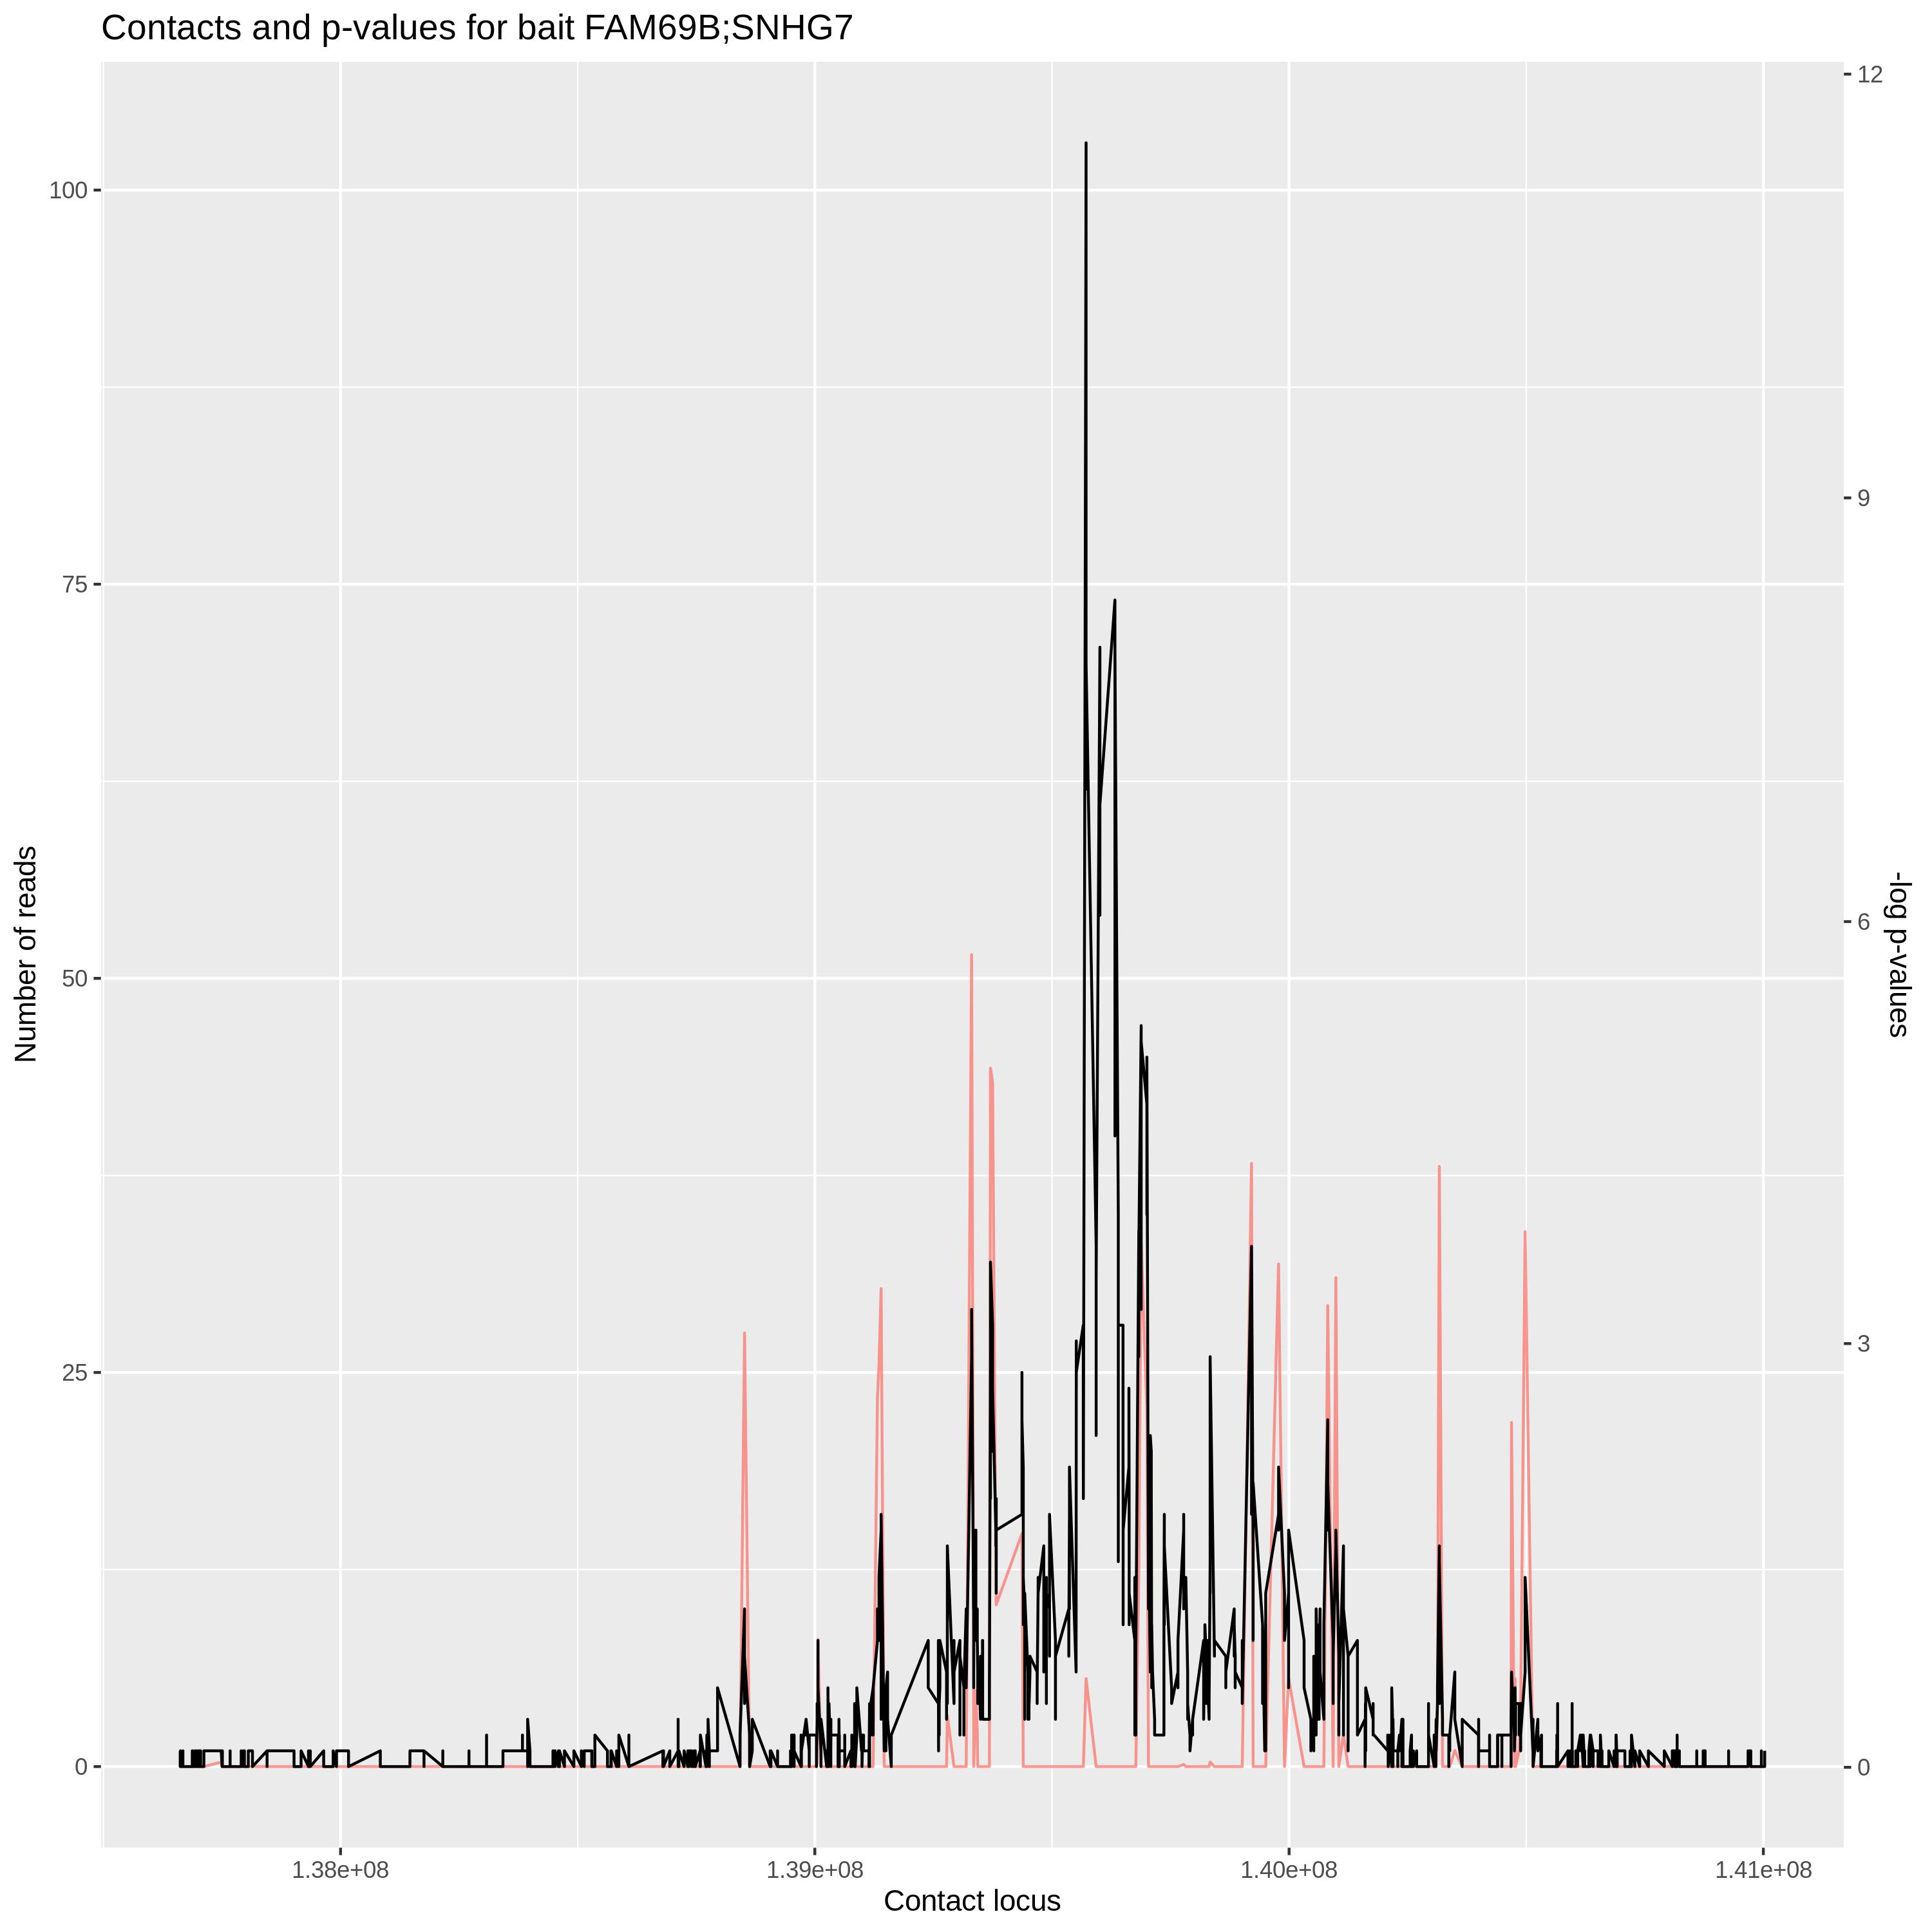 Contacts and p-values for bait FAM69B;SNHG7
Number of reads
100
75
50
25
0
12
9
6
3
0
-log p-values
1.38e+08
1.39e+08
1.40e+08
1.41e+08
Contact locus